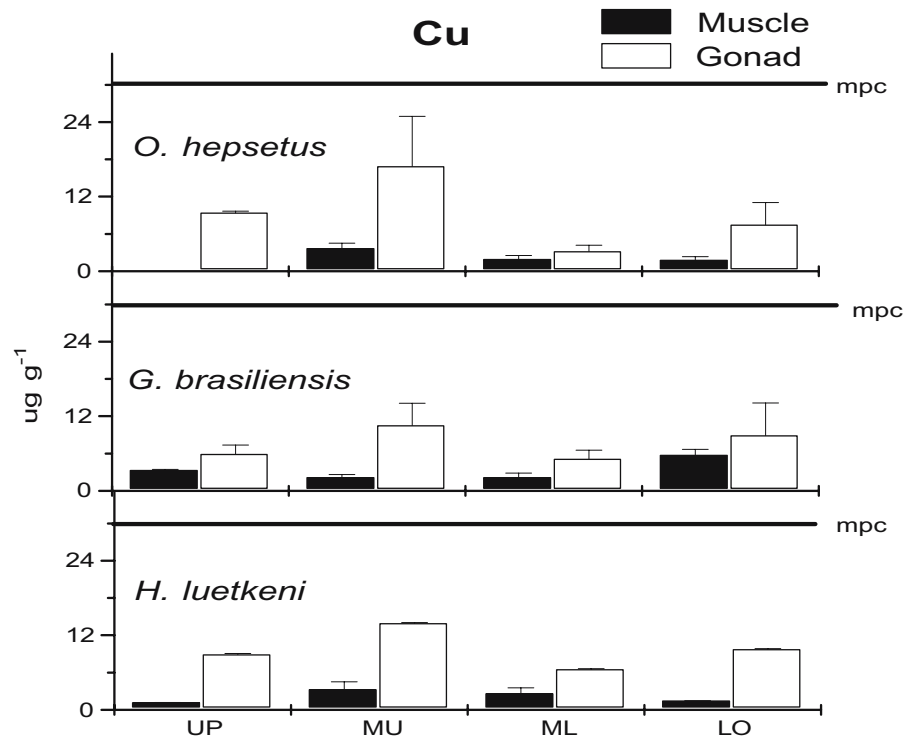 Cu
Muscle
Gonad
mpc
24
O. hepsetus
12
0
mpc
24
G. brasiliensis
12
0
ug g⁻¹
mpc
24
H. luetkeni
12
0
UP MU ML LO